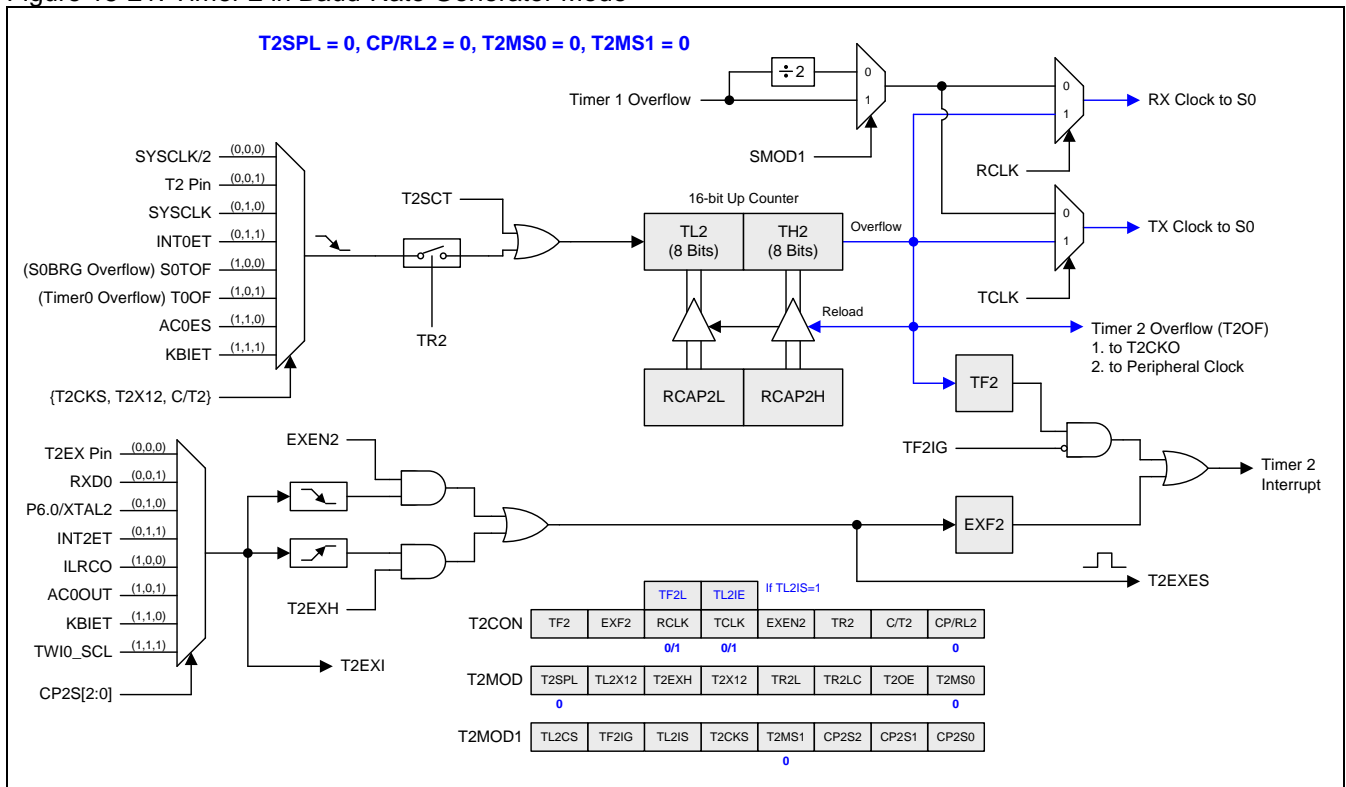 Figure 15-21. Timer 2 in Baud-Rate Generator Mode
T2SPL = 0, CP/RL2 = 0, T2MS0 = 0, T2MS1 = 0
÷ 2
0
1
Timer 1 Overflow
SMOD1
0
1
RX Clock to S0
RCLK
0
1
TX Clock to S0
TCLK
SYSCLK/2 (0,0,0)
T2 Pin (0,0,1)
SYSCLK (0,1,0)
INT0ET (0,1,1)
(S0BRG Overflow) S0TOF (1,0,0)
(Timer0 Overflow) T0OF (1,0,1)
AC0ES (1,1,0)
KBIET (1,1,1)
{T2CKS, T2X12, C/T2}
T2SCT
TR2
16-bit Up Counter
TL2
(8 Bits)
TH2
(8 Bits)
Overflow
Reload
RCAP2L
RCAP2H
Timer 2 Overflow (T2OF)
1. to T2CKO
2. to Peripheral Clock
TF2
TF2IG
Timer 2
Interrupt
EXF2
T2EXES
T2EX Pin (0,0,0)
RXD0 (0,0,1)
P6.0/XTAL2 (0,1,0)
INT2ET (0,1,1)
ILRCO (1,0,0)
AC0OUT (1,0,1)
KBIET (1,1,0)
TWI0_SCL (1,1,1)
CP2S[2:0]
EXEN2
T2EXH
T2EXI
TF2L TL2IE If TL2IS=1
T2CON TF2 EXF2 RCLK TCLK EXEN2 TR2 C/T2 CP/RL2
0/1 0/1 0
T2MOD T2SPL TL2X12 T2EXH T2X12 TR2L TR2LC T2OE T2MS0
0 0
T2MOD1 TL2CS TF2IG TL2IS T2CKS T2MS1 CP2S2 CP2S1 CP2S0
0